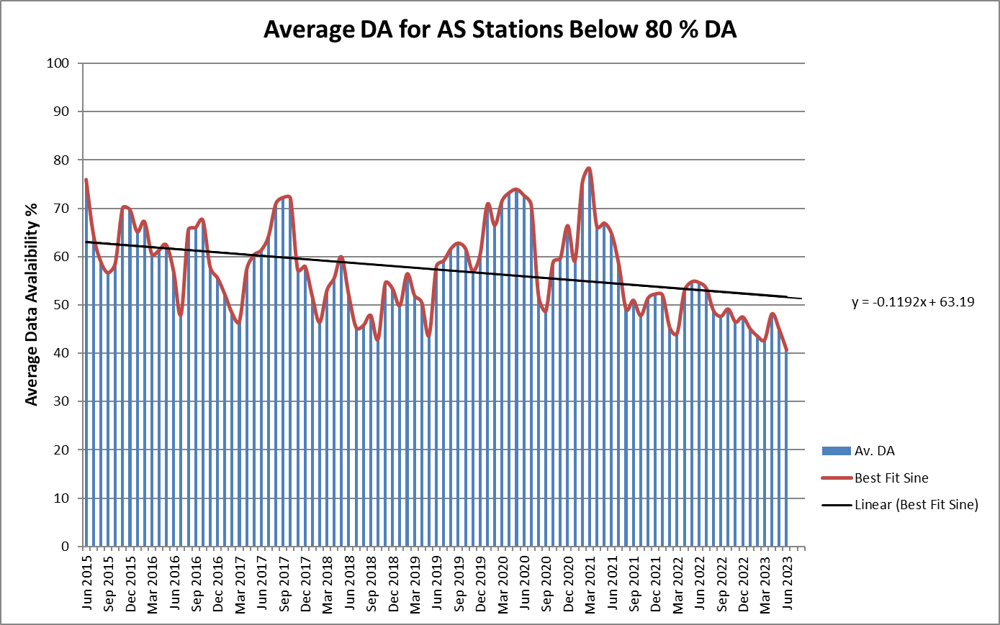 Average DA for AS Stations Below 80 % DA
Average Data Avalaibility %
100
90
80
70
60
50
40
30
20
10
0
Jun 2015
Sep 2015
Dec 2015
Mar 2016
Jun 2016
Sep 2016
Dec 2016
Mar 2017
Jun 2017
Sep 2017
Dec 2017
Mar 2018
Jun 2018
Sep 2018
Dec 2018
Mar 2019
Jun 2019
Sep 2019
Dec 2019
Mar 2020
Jun 2020
Sep 2020
Dec 2020
Mar 2021
Jun 2021
Sep 2021
Dec 2021
Mar 2022
Jun 2022
Sep 2022
Dec 2022
Mar 2023
Jun 2023
y = -0.1192x + 63.19
Av. DA
Best Fit Sine
Linear (Best Fit Sine)